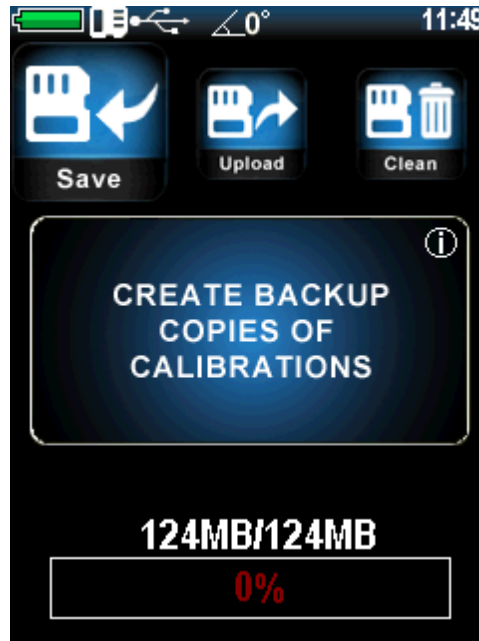 0° 11:49
Save Upload Clean
CREATE BACKUP
COPIES OF
CALIBRATIONS
124MB/124MB
0%